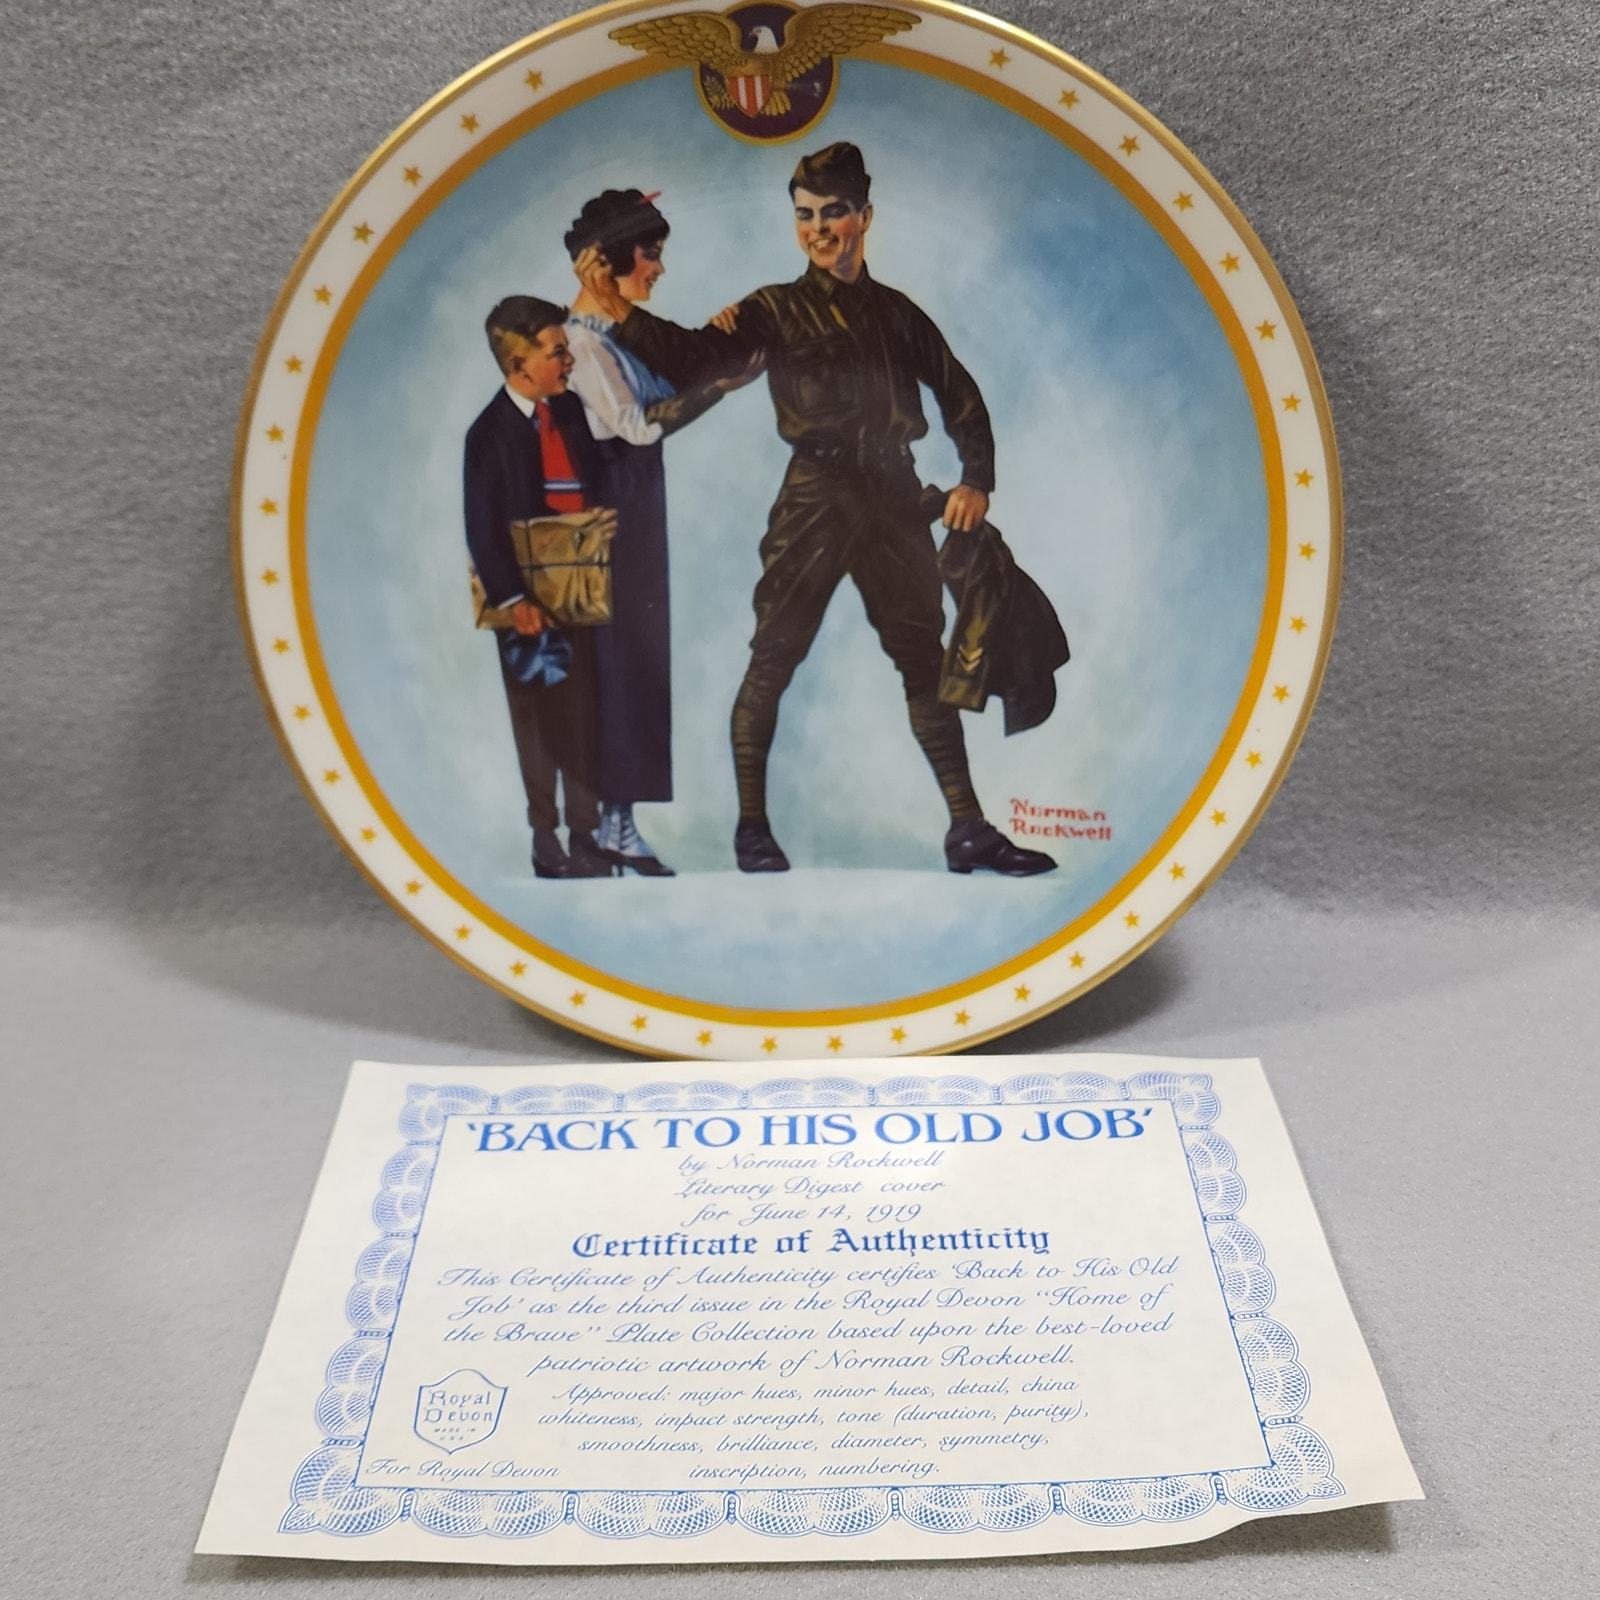 Norman
Rockwell
'BACK TO HIS OLD JOB'
by Norman Rockwell
Literary Digest cover
for June 14, 1919
Certificate of Authenticity
This Certificate of Authenticity certifies 'Back to His Old
Job' as the third issue in the Royal Devon "Home of
the Brave" Plate Collection based upon the best-loved
patriotic artwork of Norman Rockwell.
Approved: major hues, minor hues, detail, china
whiteness, impact strength, tone (duration, purity),
smoothness, brilliance, diameter, symmetry,
inscription, numbering.
Royal
Devon
MADE IN
U.S.A.
For Royal Devon